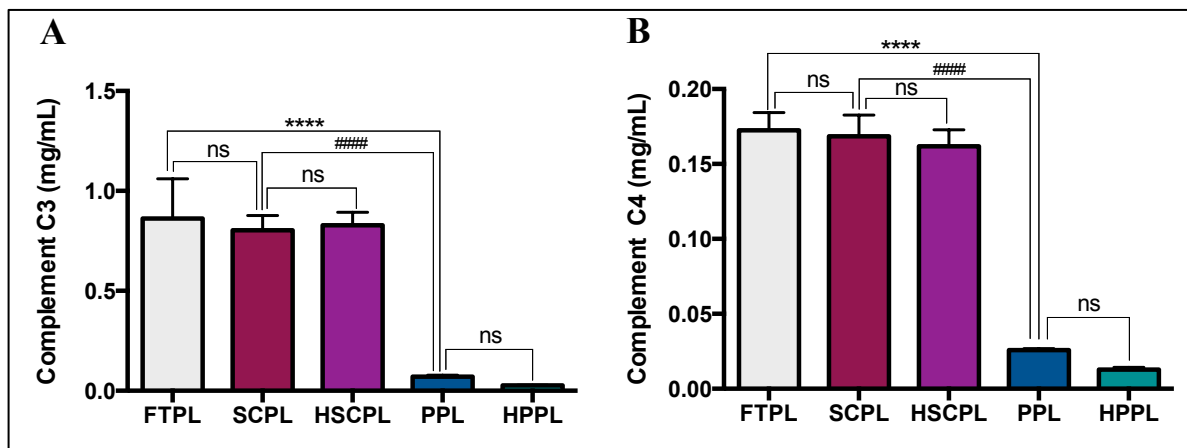 A
Complement C3 (mg/mL)
1.5
1.0
0.5
0.0
****
###
ns
ns
ns
FTPL SCPL HSCPL PPL HPPL
B
Complement C4 (mg/mL)
0.20
0.15
0.10
0.05
0.00
****
###
ns
ns
ns
FTPL SCPL HSCPL PPL HPPL